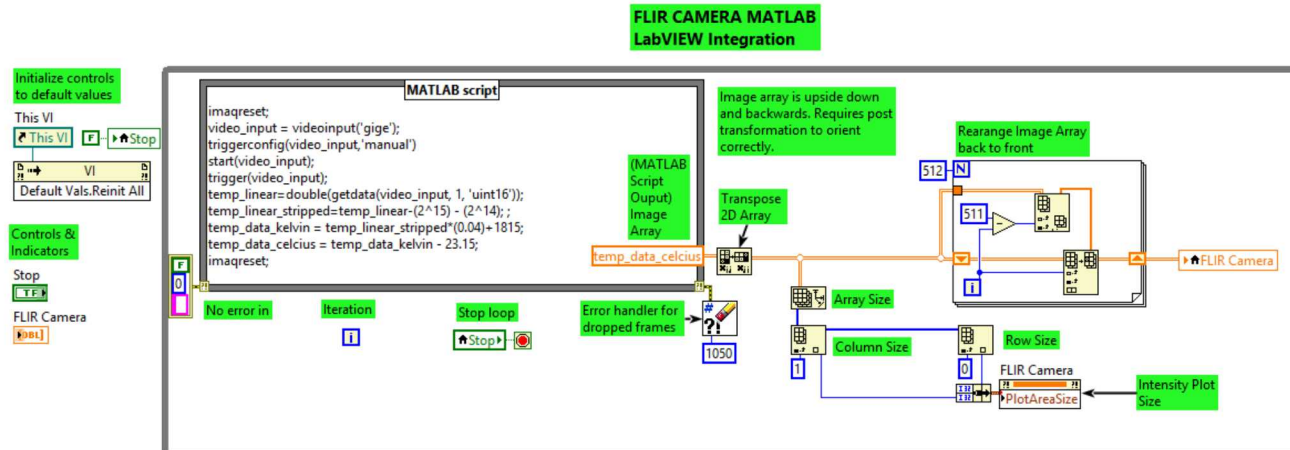 FLIR CAMERA MATLAB
LabVIEW Integration
Initialize controls
to default values
This VI
This VI
F
Stop
VI
Default Vals.Reinit All
Controls &
Indicators
Stop
TF
FLIR Camera
DBL
MATLAB script
imaqreset;
video_input = videoinput('gige');
triggerconfig(video_input,'manual')
start(video_input);
trigger(video_input);
temp_linear=double(getdata(video_input, 1, 'uint16'));
temp_linear_stripped=temp_linear-(2^15) - (2^14); ;
temp_data_kelvin = temp_linear_stripped*(0.04)+1815;
temp_data_celcius = temp_data_kelvin - 23.15;
imaqreset;
(MATLAB
Script
Ouput)
Image
Array
temp_data_celcius
F
0
No error in
Iteration
i
Stop loop
Stop
Error handler for
dropped frames
#
?!
1050
Image array is upside down
and backwards. Requires post
transformation to orient
correctly.
Transpose
2D Array
Array Size
Column Size
1
Row Size
0
Rearange Image Array
back to front
512
N
511
i
FLIR Camera
FLIR Camera
PlotAreaSize
I32
I32
Intensity Plot
Size